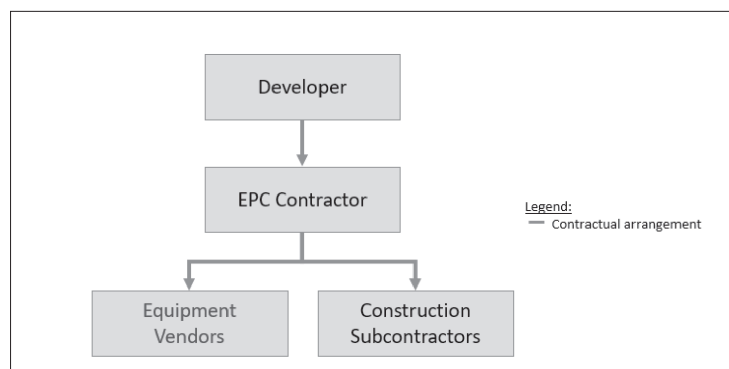 Developer
EPC Contractor
Legend:
Contractual arrangement
Equipment
Vendors
Construction
Subcontractors